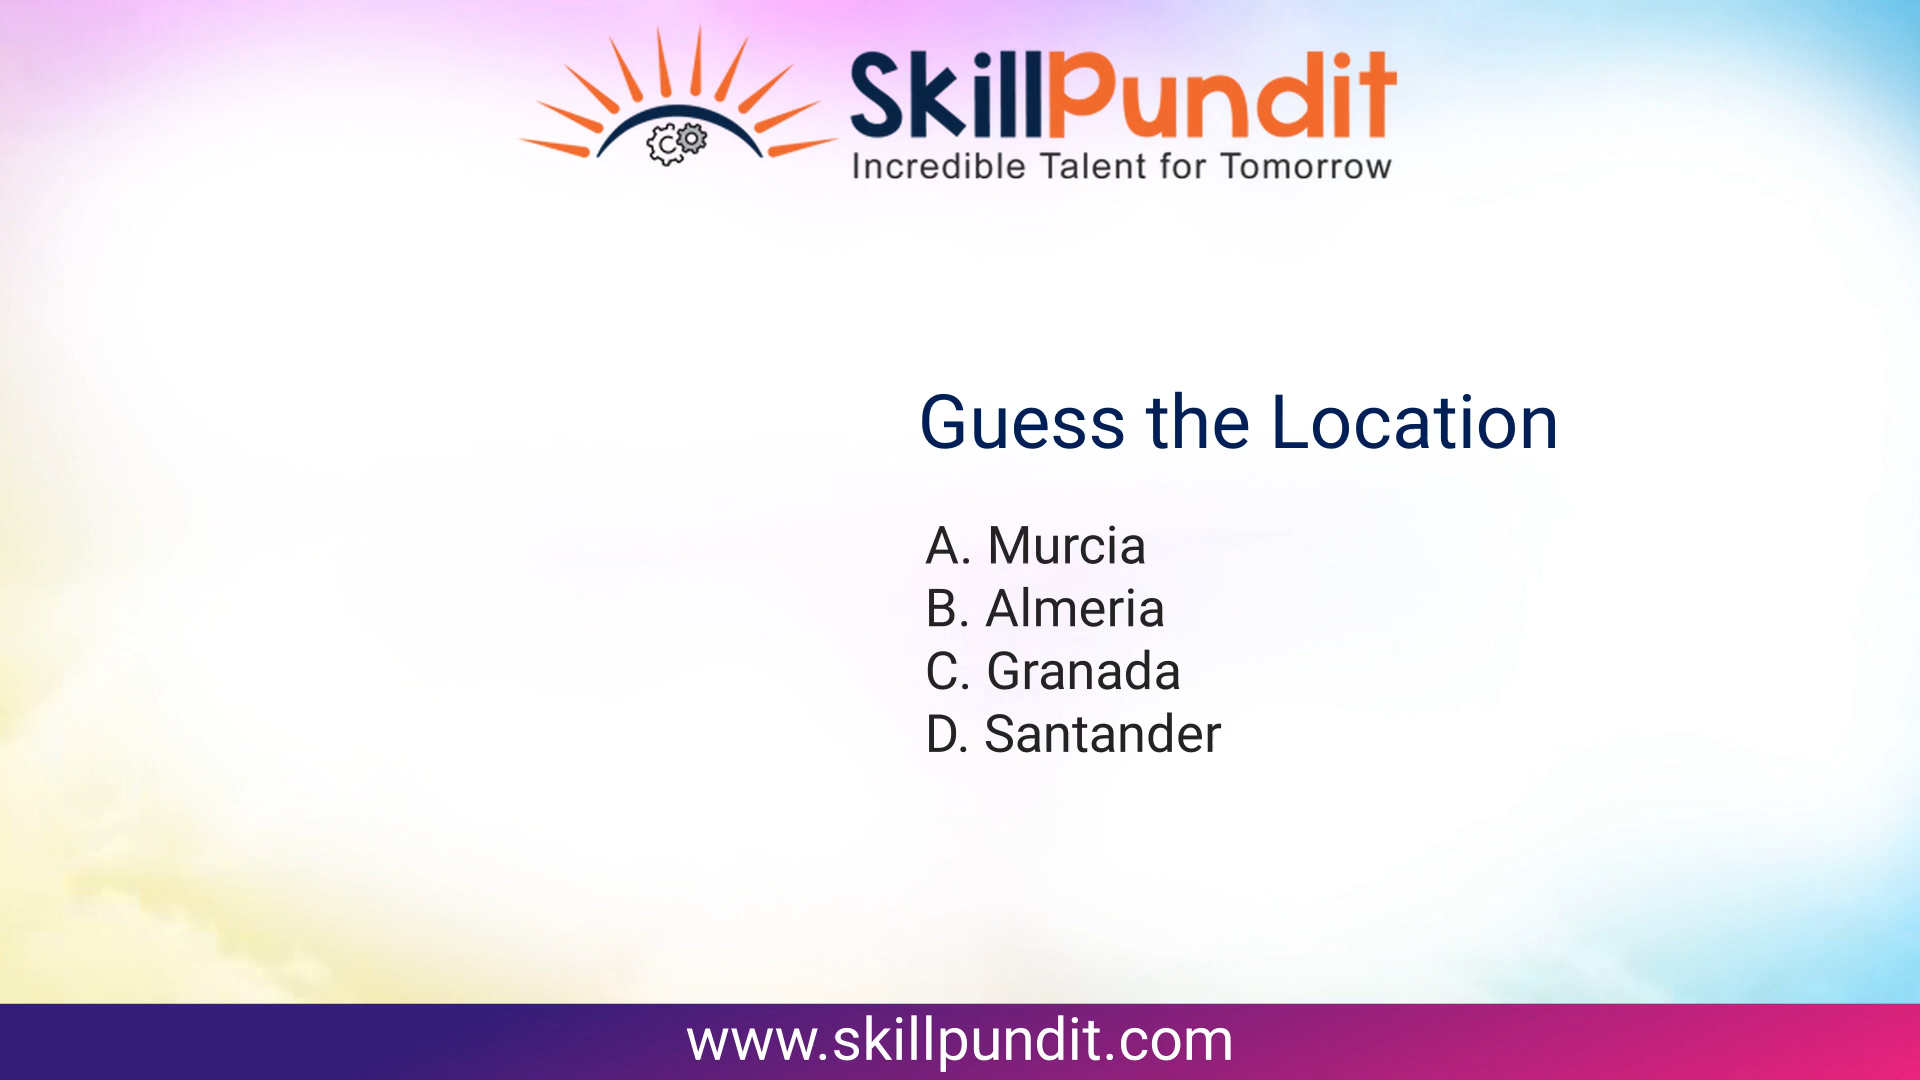 SkillPundit
Incredible Talent for Tomorrow
Guess the Location
A. Murcia
B. Almeria
C. Granada
D. Santander
www.skillpundit.com